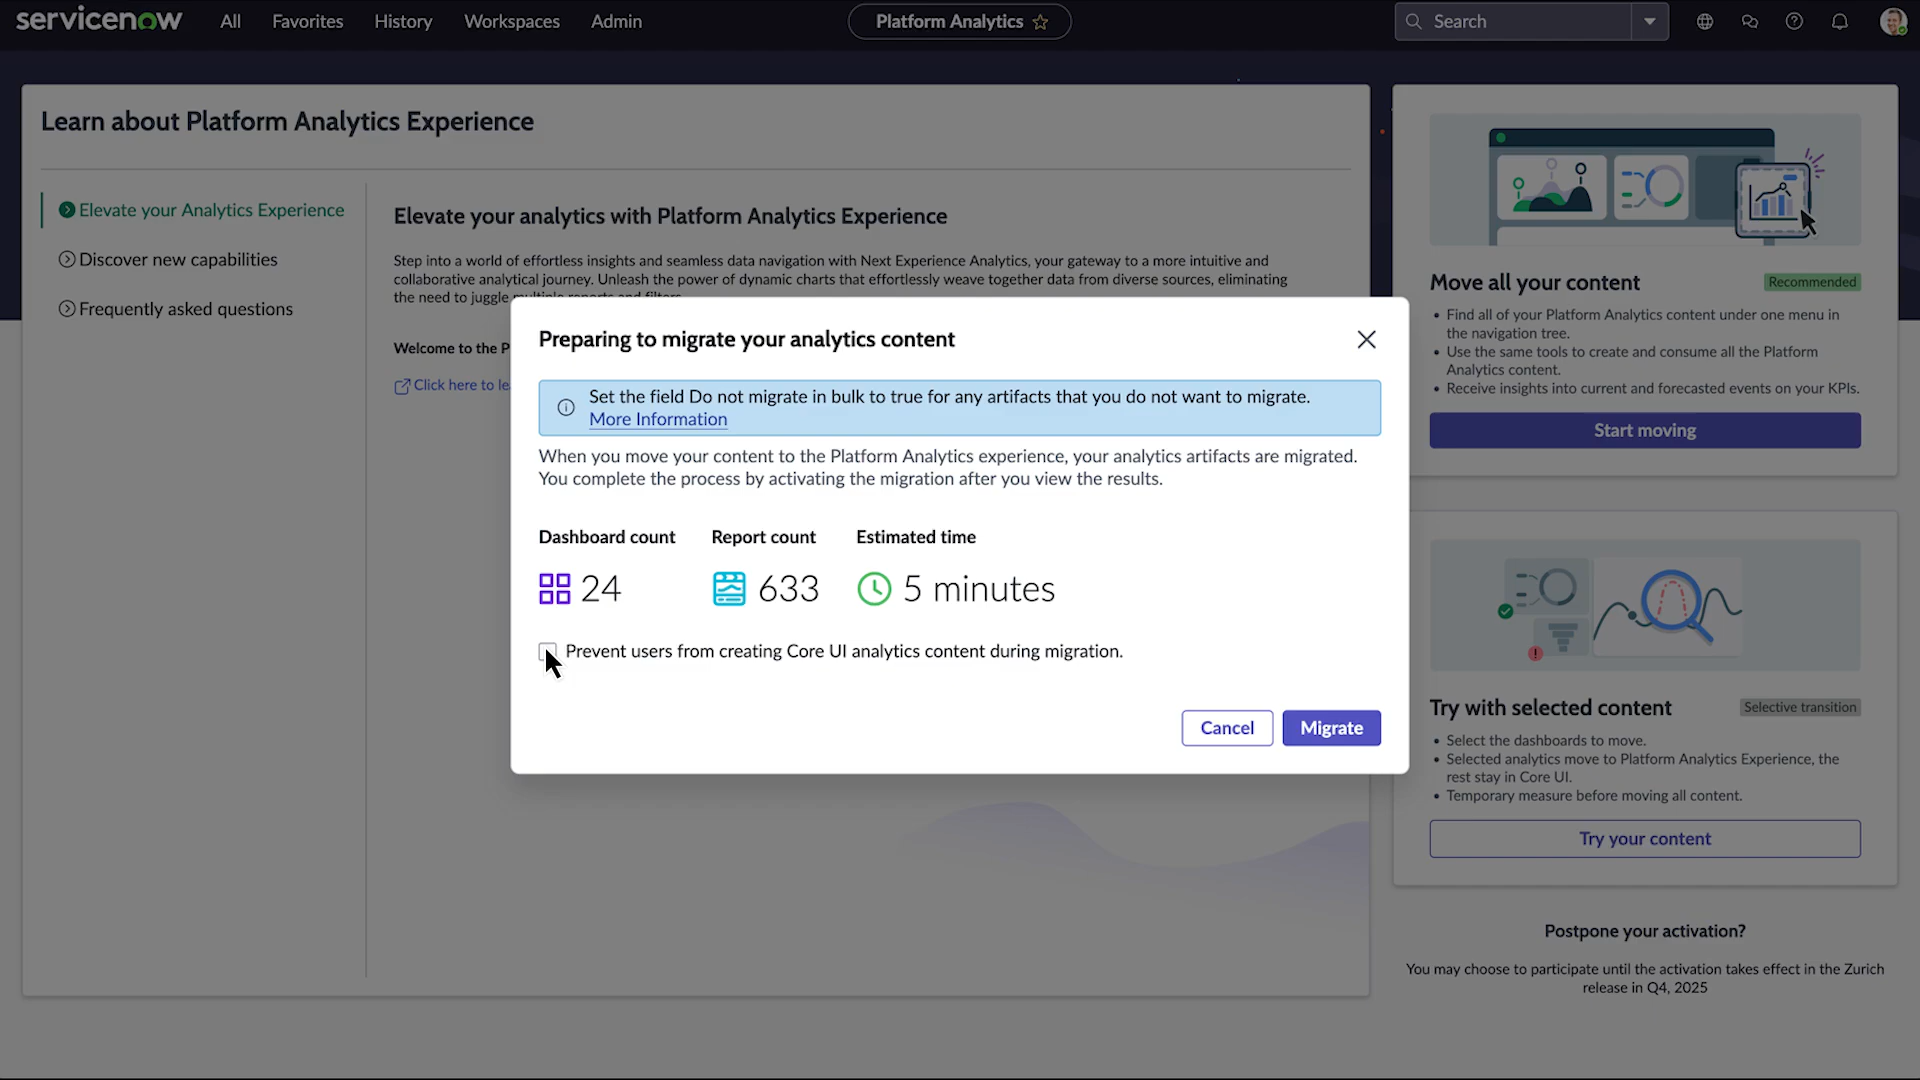 servicenow
All
Favorites
History
Workspaces
Admin
Platform Analytics
Search
Learn about Platform Analytics Experience
Elevate your Analytics Experience
Discover new capabilities
Frequently asked questions
Elevate your analytics with Platform Analytics Experience
Step into a world of effortless insights and seamless data navigation with Next Experience Analytics, your gateway to a more intuitive and
collaborative analytical journey. Unleash the power of dynamic charts that effortlessly weave together data from diverse sources, eliminating
the need to juggle multiple reports and filters.
Welcome to the P
Click here to le
Preparing to migrate your analytics content
Set the field Do not migrate in bulk to true for any artifacts that you do not want to migrate.
More Information
When you move your content to the Platform Analytics experience, your analytics artifacts are migrated.
You complete the process by activating the migration after you view the results.
Dashboard count
Report count
Estimated time
24
633
5 minutes
Prevent users from creating Core UI analytics content during migration.
Cancel
Migrate
Move all your content
Recommended
• Find all of your Platform Analytics content under one menu in
the navigation tree.
• Use the same tools to create and consume all the Platform
Analytics content.
• Receive insights into current and forecasted events on your KPIs.
Start moving
Try with selected content
Selective transition
• Select the dashboards to move.
• Selected analytics move to Platform Analytics Experience, the
rest stay in Core UI.
• Temporary measure before moving all content.
Try your content
Postpone your activation?
You may choose to participate until the activation takes effect in the Zurich
release in Q4, 2025